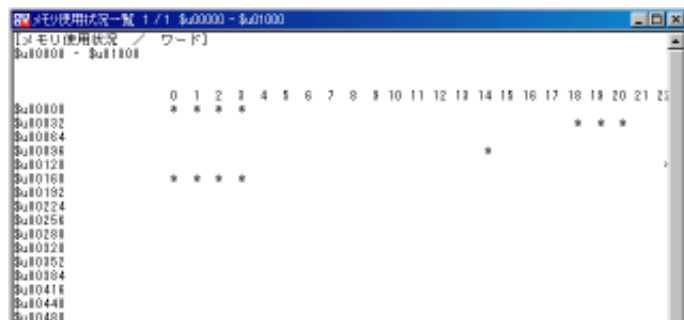 メモリ使用状況一覧 1 / 1 $u00000 - $u01000
[メモリ使用状況 / ワード]
$u00000 - $u01000
0 1 2 3 4 5 6 7 8 9 10 11 12 13 14 15 16 17 18 19 20 21 22
$u00000 * * * *
$u00032 * * *
$u00064
$u00096 *
$u00128
$u00160 * * * *
$u00192
$u00224
$u00256
$u00288
$u00320
$u00352
$u00384
$u00416
$u00448
$u00480